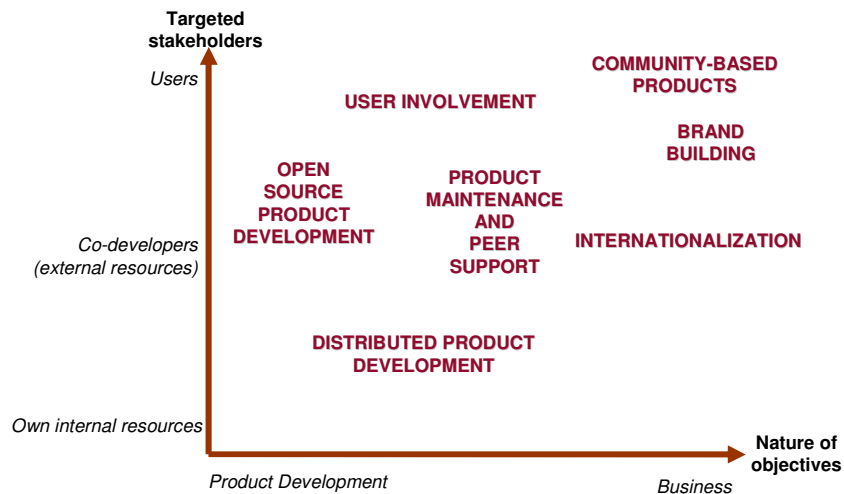 Targeted
stakeholders
Users
COMMUNITY-BASED
PRODUCTS
USER INVOLVEMENT
BRAND
BUILDING
OPEN
SOURCE
PRODUCT
DEVELOPMENT
PRODUCT
MAINTENANCE
AND
PEER
SUPPORT
Co-developers
(external resources)
INTERNATIONALIZATION
DISTRIBUTED PRODUCT
DEVELOPMENT
Own internal resources
Nature of
objectives
Product Development
Business